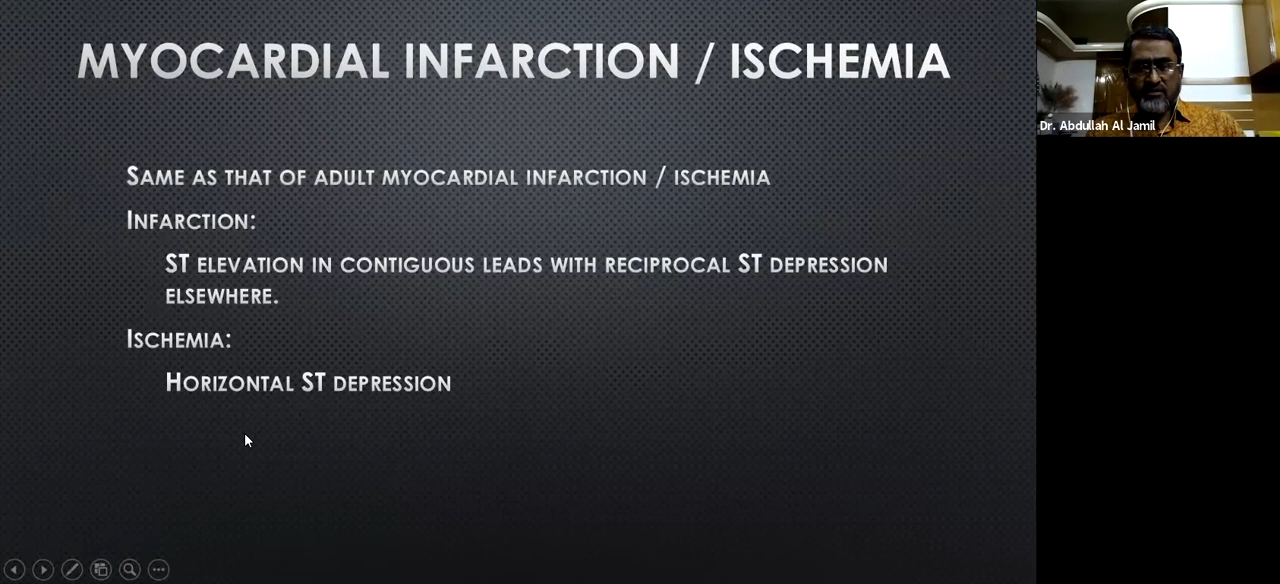 MYOCARDIAL INFARCTION / ISCHEMIA
SAME AS THAT OF ADULT MYOCARDIAL INFARCTION / ISCHEMIA
INFARCTION:
ST ELEVATION IN CONTIGUOUS LEADS WITH RECIPROCAL ST DEPRESSION
ELSEWHERE.
ISCHEMIA:
HORIZONTAL ST DEPRESSION
Dr. Abdullah Al Jamil